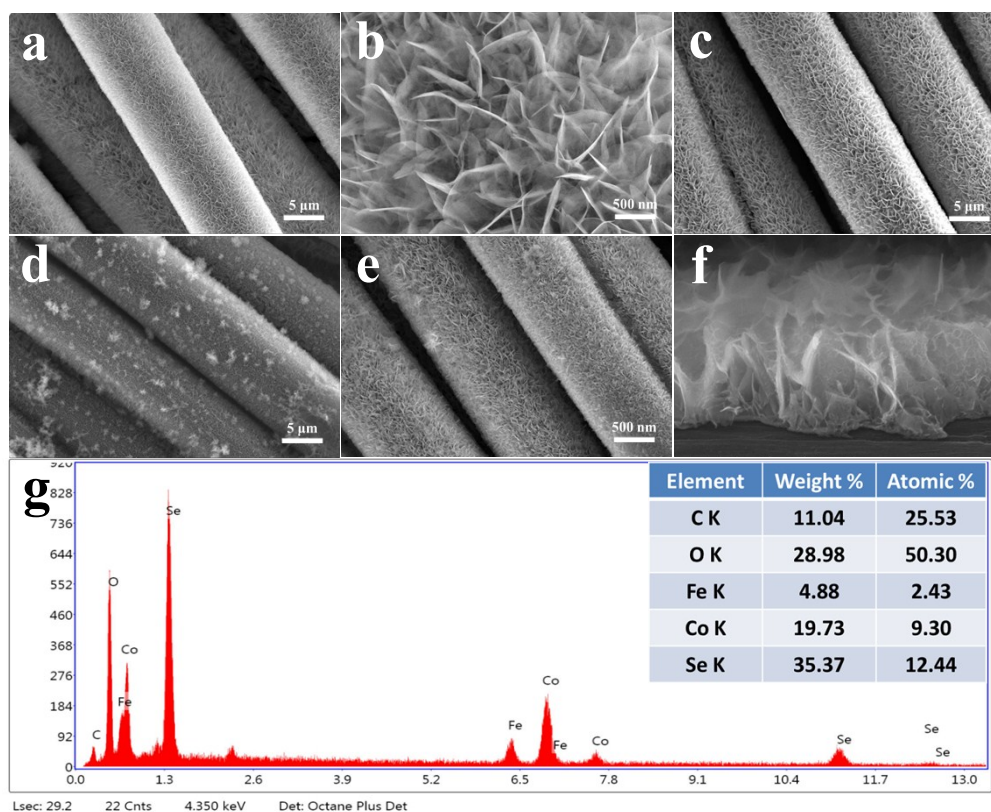 a
5 µm
b
500 nm
c
5 µm
d
5 µm
e
500 nm
f
g
920
828
736
644
552
460
368
276
184
92
0
C
O
Fe
Co
Se
Fe
Co
Fe
Co
Se
Se
Se
0.0 1.3 2.6 3.9 5.2 6.5 7.8 9.1 10.4 11.7 13.0
Element Weight % Atomic %
C K 11.04 25.53
O K 28.98 50.30
Fe K 4.88 2.43
Co K 19.73 9.30
Se K 35.37 12.44
Lsec: 29.2 22 Cnts 4.350 keV Det: Octane Plus Det